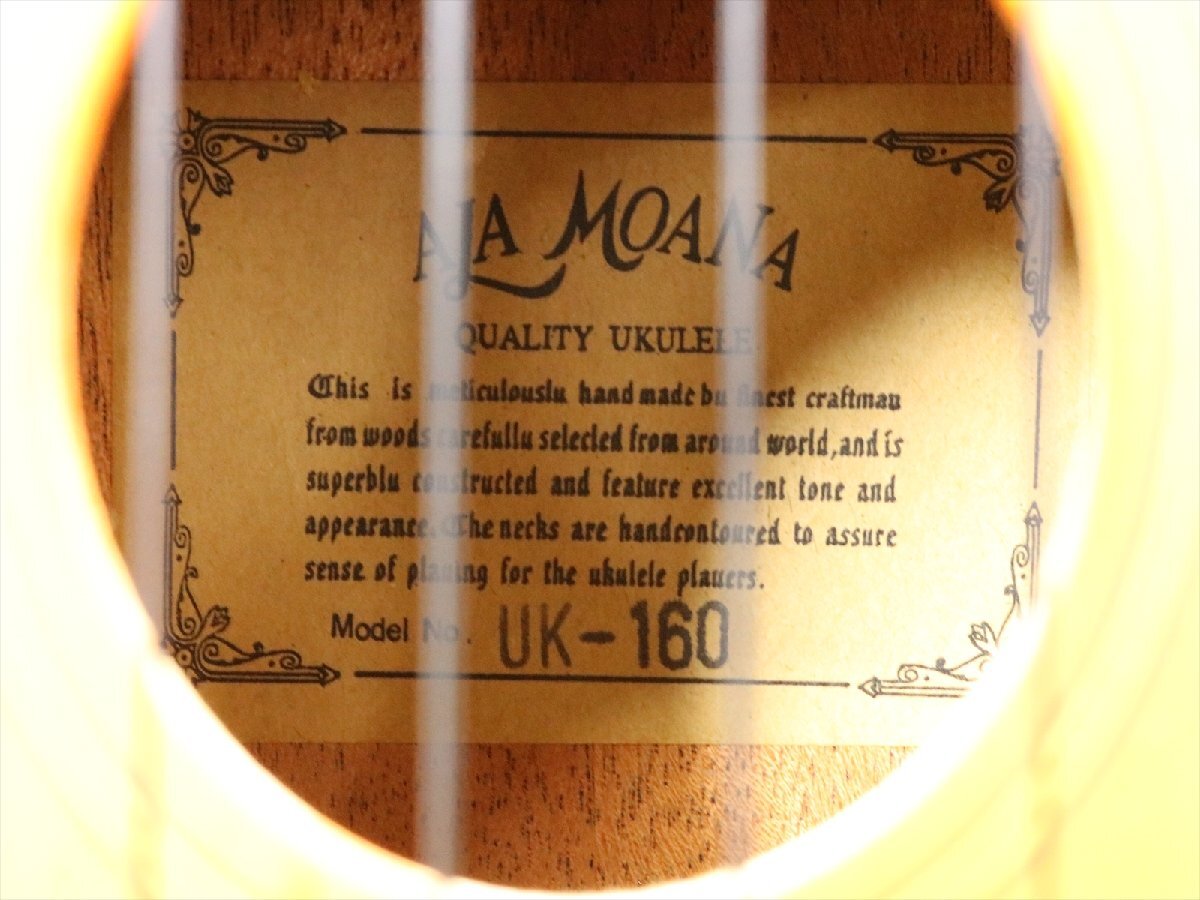 AJA MOANA
QUALITY UKULELE
This is meticulously hand made by finest craftman
from woods carefully selected from around world, and is
superbly constructed and feature excellent tone and
appearance. The necks are handcontoured to assure
sense of playing for the ukulele players.
Model No. UK-160